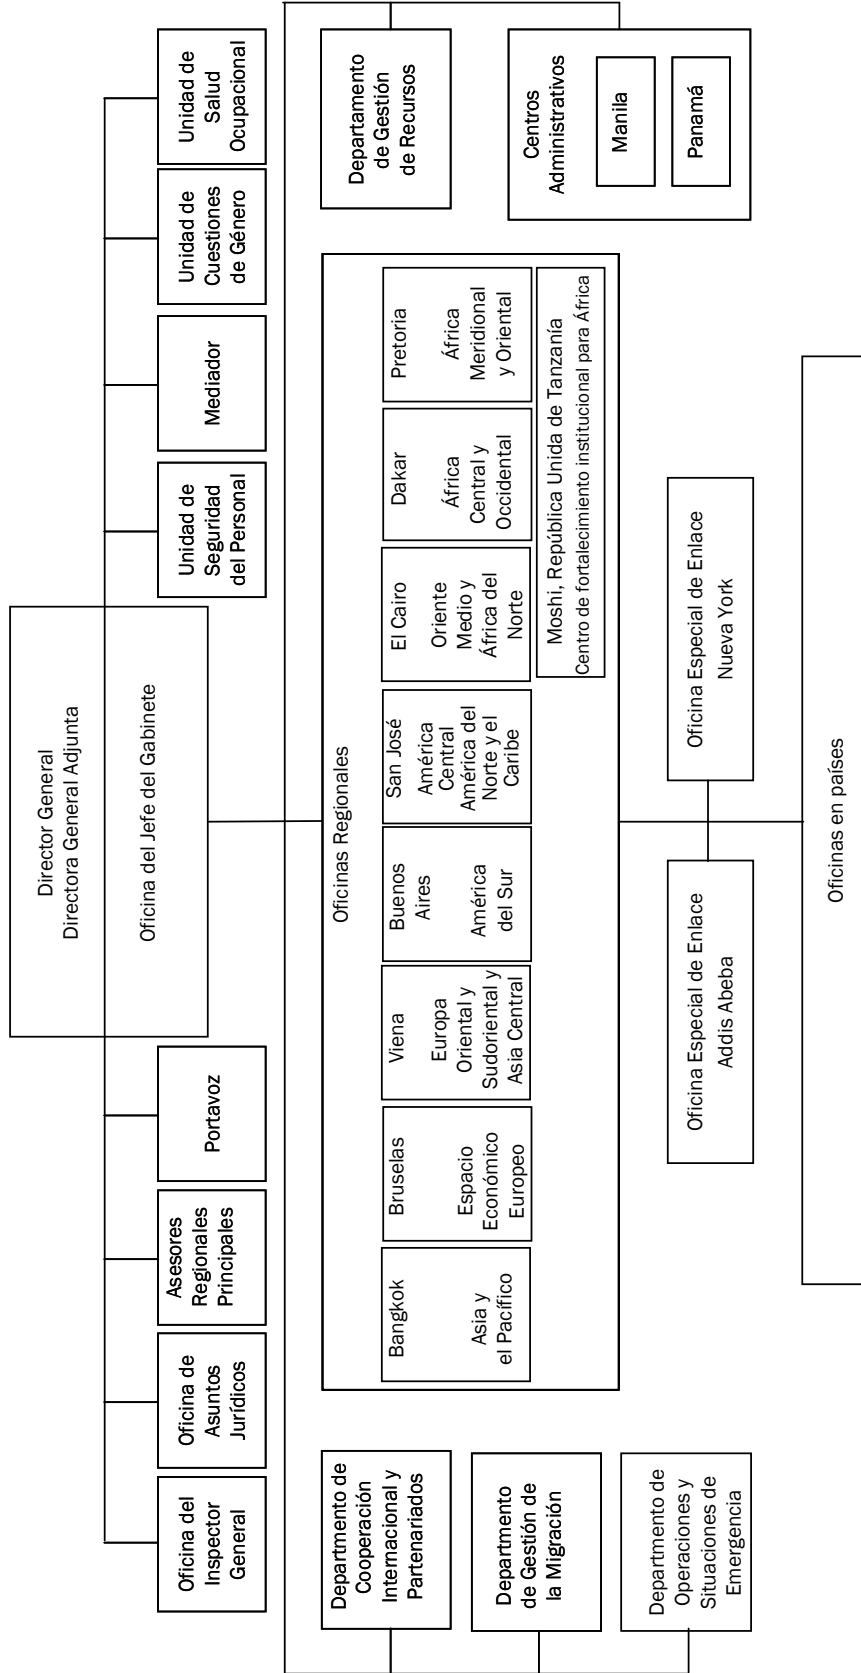 Director General
Directora General Adjunta
Oficina del Jefe del Gabinete
Oficina del
Inspector
General
Oficina de
Asuntos
Jurídicos
Asesores
Regionales
Principales
Portavoz
Unidad de
Seguridad
del Personal
Mediador
Unidad de
Cuestiones
de Género
Unidad de
Salud
Ocupacional
Departmento de
Cooperación
Internacional y
Partenariados
Departmento
de Gestión de
la Migración
Departmento de
Operaciones y
Situaciones de
Emergencia
Oficinas Regionales
Bangkok
Asia y
el Pacífico
Bruselas
Espacio
Económico
Europeo
Viena
Europa
Oriental y
Sudoriental y
Asia Central
Buenos
Aires
América
del Sur
San José
América
Central
América del
Norte y el
Caribe
El Cairo
Oriente
Medio y
África del
Norte
Dakar
África
Central y
Occidental
Pretoria
África
Meridional
y Oriental
Moshi, República Unida de Tanzanía
Centro de fortalecimiento institucional para África
Departamento
de Gestión
de Recursos
Centros
Administrativos
Manila
Panamá
Oficina Especial de Enlace
Addis Abeba
Oficina Especial de Enlace
Nueva York
Oficinas en países